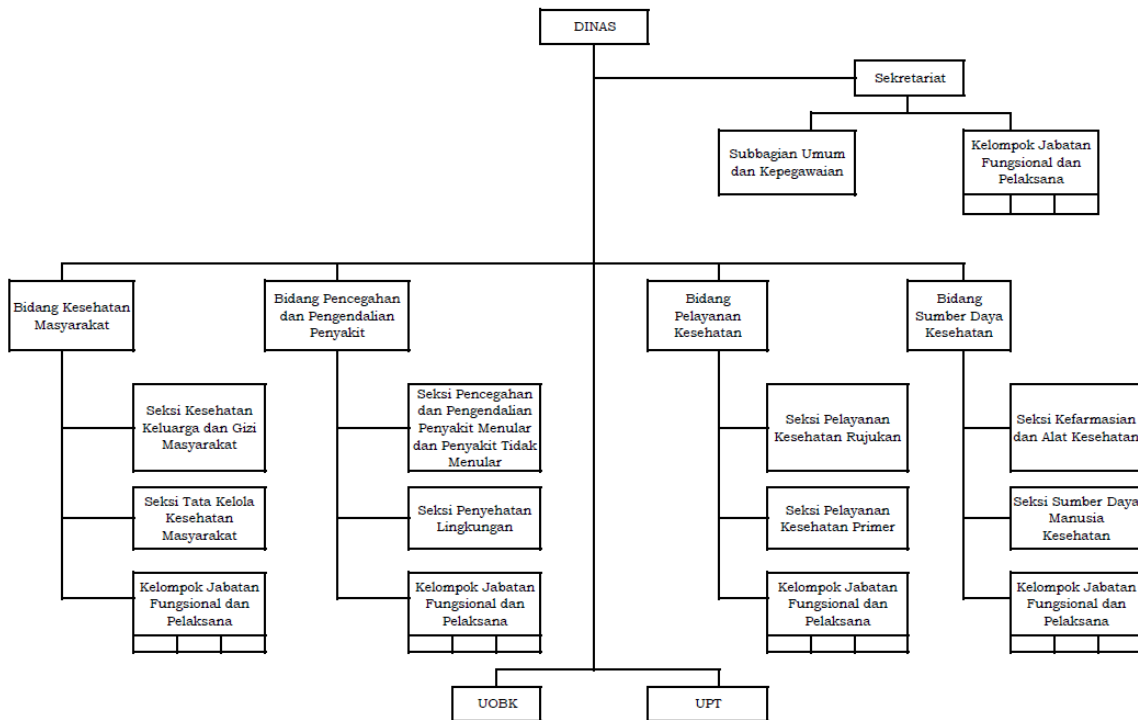 DINAS
Sekretariat
Subbagian Umum
dan Kepegawaian
Kelompok Jabatan
Fungsional dan
Pelaksana
Bidang Kesehatan
Masyarakat
Bidang Pencegahan
dan Pengendalian
Penyakit
Bidang
Pelayanan
Kesehatan
Bidang
Sumber Daya
Kesehatan
Seksi Kesehatan
Keluarga dan Gizi
Masyarakat
Seksi Pencegahan
dan Pengendalian
Penyakit Menular
dan Penyakit Tidak
Menular
Seksi Pelayanan
Kesehatan Rujukan
Seksi Kefarmasian
dan Alat Kesehatan
Seksi Tata Kelola
Kesehatan
Masyarakat
Seksi Penyehatan
Lingkungan
Seksi Pelayanan
Kesehatan Primer
Seksi Sumber Daya
Manusia
Kesehatan
Kelompok Jabatan
Fungsional dan
Pelaksana
Kelompok Jabatan
Fungsional dan
Pelaksana
Kelompok Jabatan
Fungsional dan
Pelaksana
Kelompok Jabatan
Fungsional dan
Pelaksana
UOBK
UPT